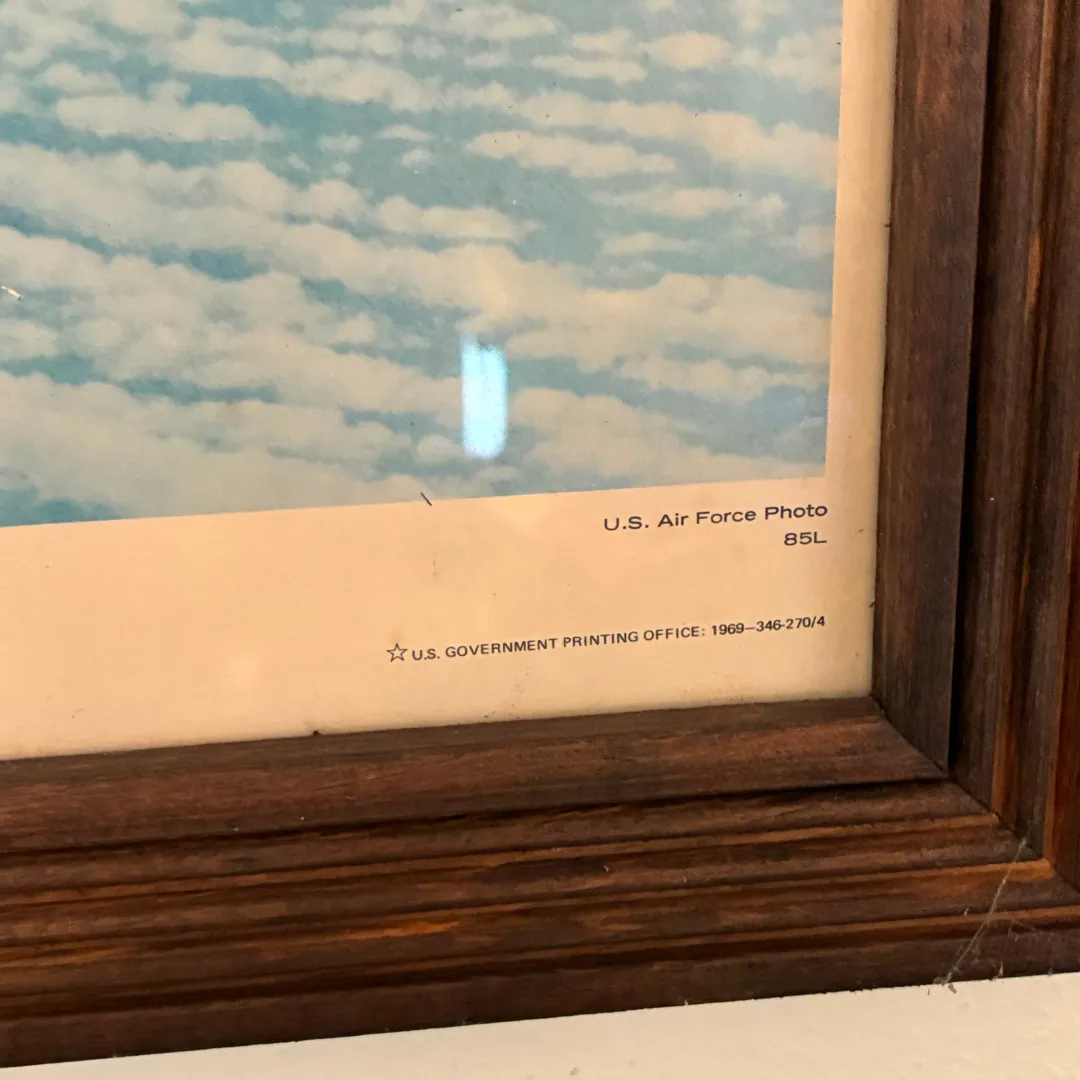 U.S. Air Force Photo
85L
☆ U.S. GOVERNMENT PRINTING OFFICE: 1969—346-270/4